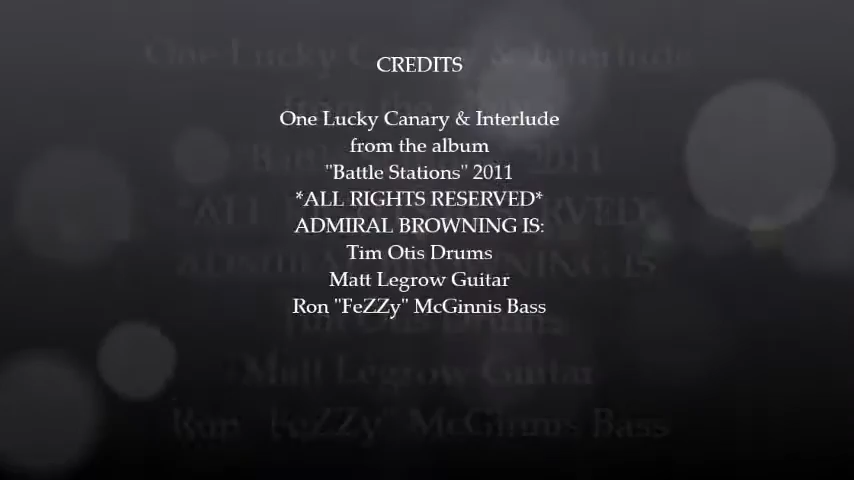 CREDITS
One Lucky Canary & Interlude
from the album
"Battle Stations" 2011
*ALL RIGHTS RESERVED*
ADMIRAL BROWNING IS:
Tim Otis Drums
Matt Legrow Guitar
Ron "FeZZy" McGinnis Bass